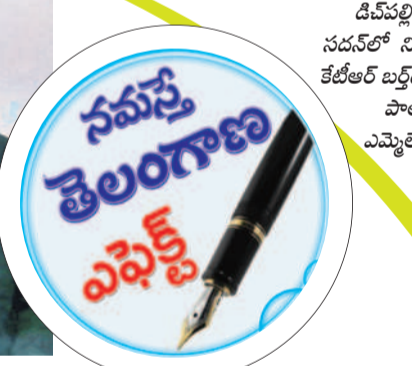 డిచ్‌పల్లి
సదన్‌లో
కేటీఆర్
నమస్తే
తెలంగాణ
ఎఫెక్ట్